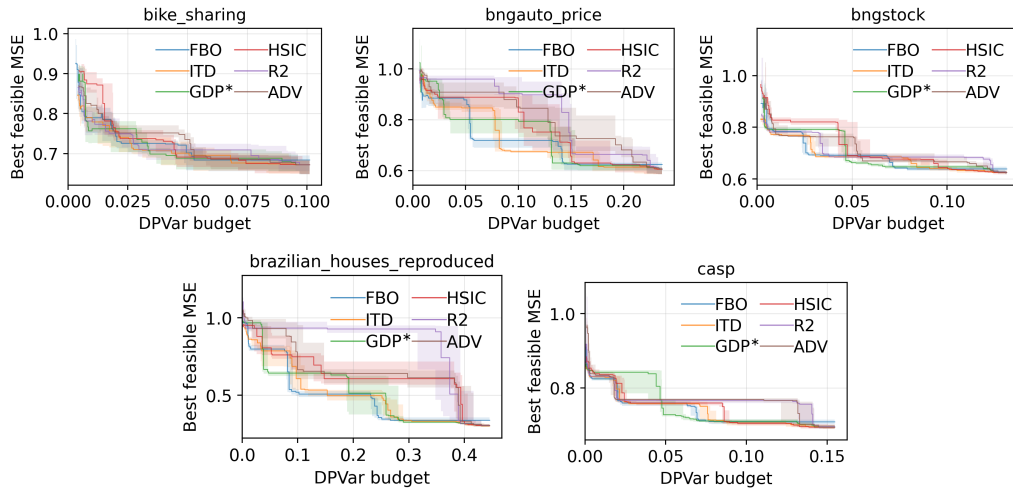 bike_sharing
Best feasible MSE
1.0
0.9
0.8
0.7
FBO HSIC
ITD R2
GDP* ADV
0.000 0.025 0.050 0.075 0.100
DPVar budget
bngauto_price
Best feasible MSE
1.0
0.8
0.6
FBO HSIC
ITD R2
GDP* ADV
0.00 0.05 0.10 0.15 0.20
DPVar budget
bngstock
Best feasible MSE
1.0
0.8
0.6
FBO HSIC
ITD R2
GDP* ADV
0.00 0.05 0.10
DPVar budget
brazilian_houses_reproduced
Best feasible MSE
1.0
0.5
FBO HSIC
ITD R2
GDP* ADV
0.0 0.1 0.2 0.3 0.4
DPVar budget
casp
Best feasible MSE
1.0
0.8
FBO HSIC
ITD R2
GDP* ADV
0.00 0.05 0.10 0.15
DPVar budget